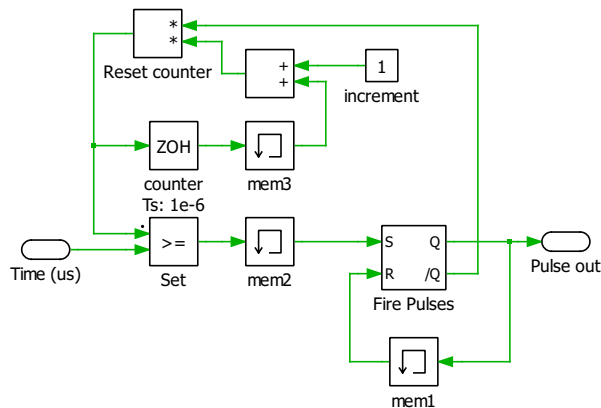 *
*
Reset counter
+
+
1
increment
ZOH
counter
Ts: 1e-6
mem3
Time (us)
>=
Set
mem2
S Q
R /Q
Fire Pulses
Pulse out
mem1